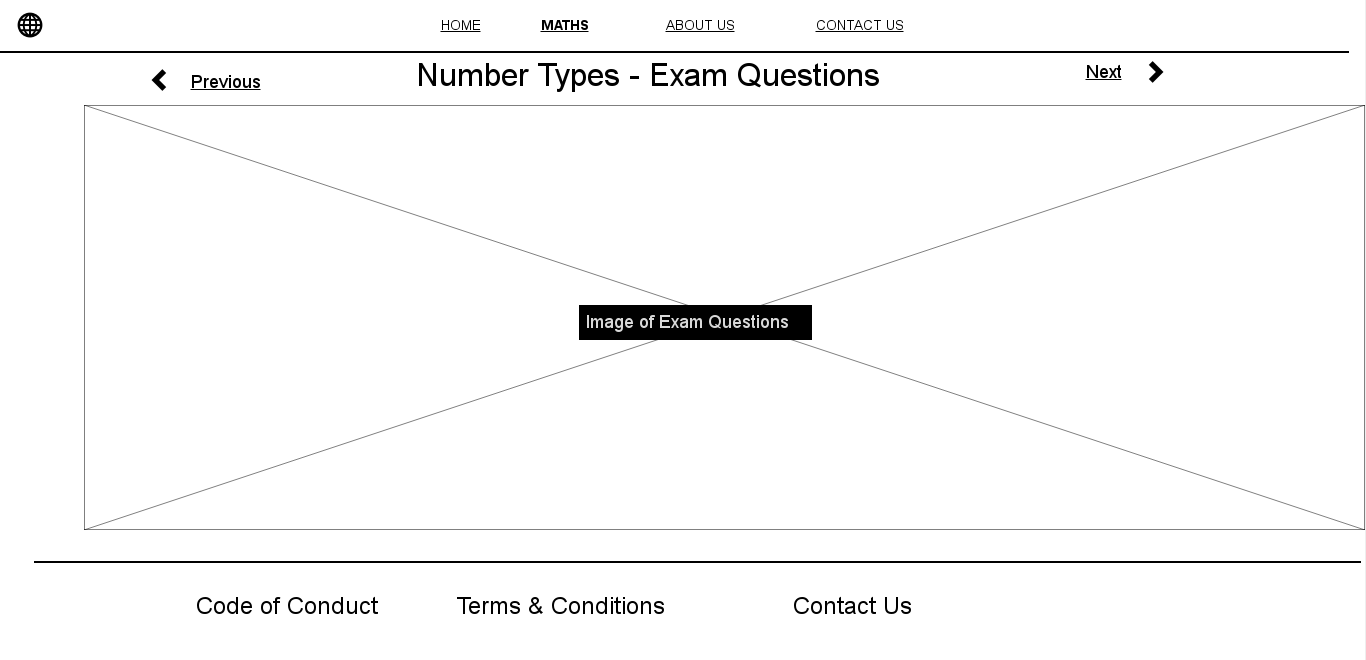 HOME MATHS ABOUT US CONTACT US
Previous Number Types - Exam Questions Next
Image of Exam Questions
Code of Conduct Terms & Conditions Contact Us